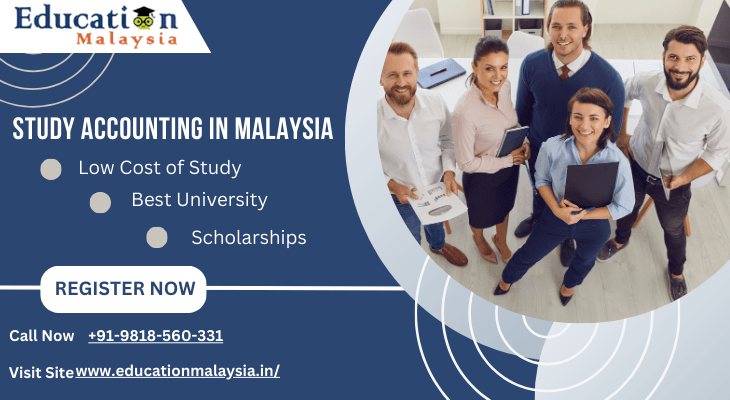 Education
Malaysia
STUDY ACCOUNTING IN MALAYSIA
Low Cost of Study
Best University
Scholarships
REGISTER NOW
Call Now +91-9818-560-331
Visit Site www.educationmalaysia.in/